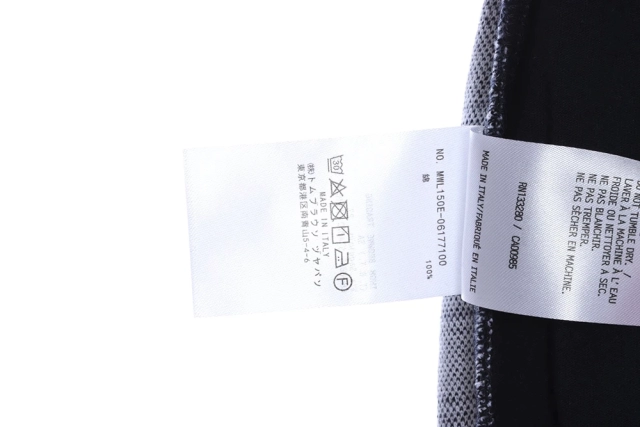 NO. MWL150E-06177100
綿 100%
30
F
MADE IN ITALY
㈱トムブラウン ジャパン
東京都港区南青山5-4-6
MADE IN ITALY/FABRIQUÉ EN ITALIE
RN133280 / CA00985
TUMBLE DRY. /
LAVER À LA MACHINE À L'EAU
FROIDE OU NETTOYER À SEC.
NE PAS BLANCHIR.
NE PAS TREMPER.
NE PAS SÉCHER EN MACHINE.